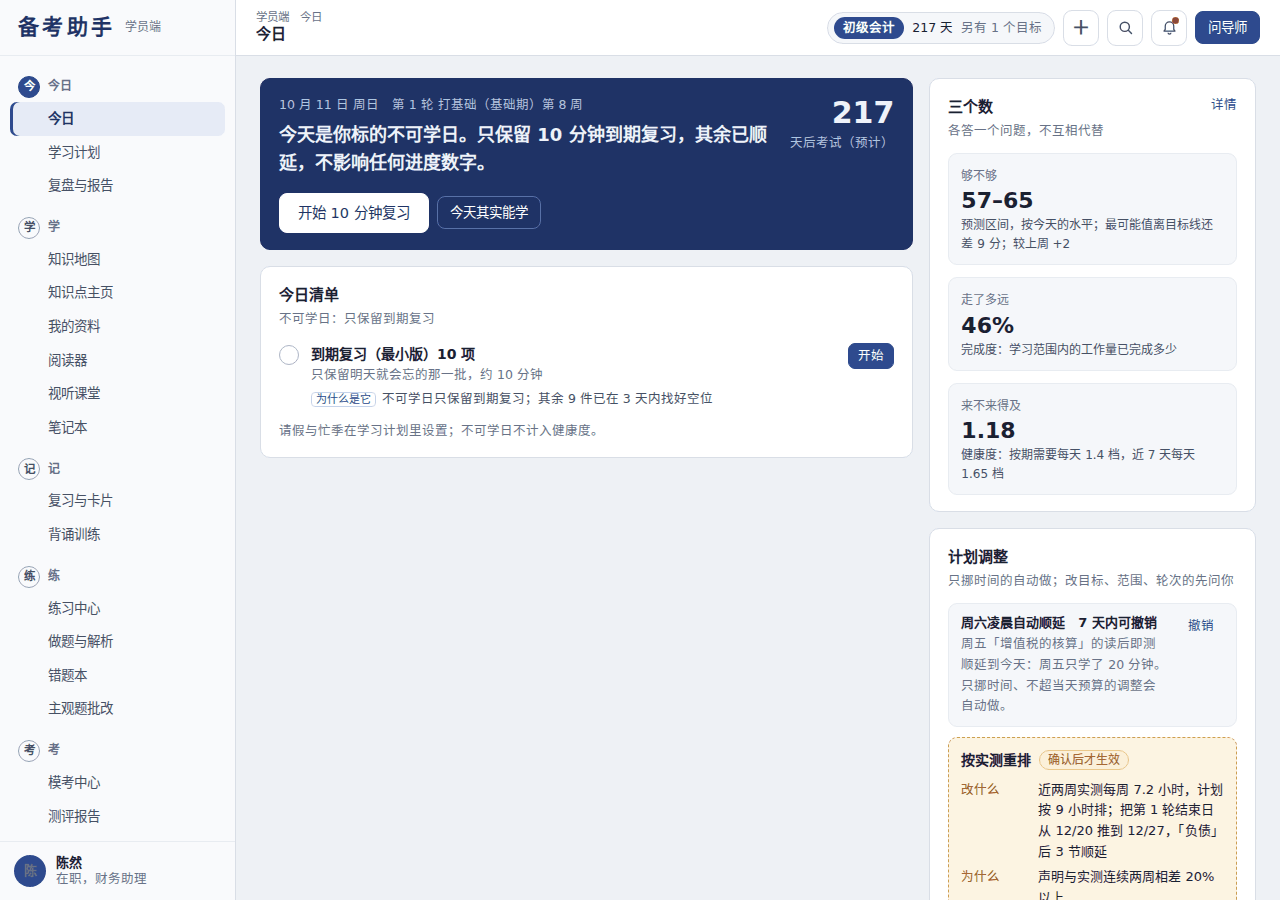 备考助手 学员端
今 今日
今日
学习计划
复盘与报告
学 学
知识地图
知识点主页
我的资料
阅读器
视听课堂
笔记本
记 记
复习与卡片
背诵训练
练 练
练习中心
做题与解析
错题本
主观题批改
考 考
模考中心
测评报告
陈 陈然
在职，财务助理
学员端 今日
今日
初级会计 217 天 另有 1 个目标
问导师
10 月 11 日 周日 第 1 轮 打基础（基础期）第 8 周
今天是你标的不可学日。只保留 10 分钟到期复习，其余已顺
延，不影响任何进度数字。
217
天后考试（预计）
开始 10 分钟复习 今天其实能学
今日清单
不可学日：只保留到期复习
到期复习（最小版）10 项
只保留明天就会忘的那一批，约 10 分钟
为什么是它 不可学日只保留到期复习；其余 9 件已在 3 天内找好空位
开始
请假与忙季在学习计划里设置；不可学日不计入健康度。
三个数 详情
各答一个问题，不互相代替
够不够
57–65
预测区间，按今天的水平；最可能值离目标线还
差 9 分；较上周 +2
走了多远
46%
完成度：学习范围内的工作量已完成多少
来不来得及
1.18
健康度：按期需要每天 1.4 档，近 7 天每天
1.65 档
计划调整
只挪时间的自动做；改目标、范围、轮次的先问你
周六凌晨自动顺延 7 天内可撤销 撤销
周五「增值税的核算」的读后即测
顺延到今天：周五只学了 20 分钟。
只挪时间、不超当天预算的调整会
自动做。
按实测重排 确认后才生效
改什么 近两周实测每周 7.2 小时，计划
按 9 小时排；把第 1 轮结束日
从 12/20 推到 12/27，「负债」
后 3 节顺延
为什么 声明与实测连续两周相差 20%
以上